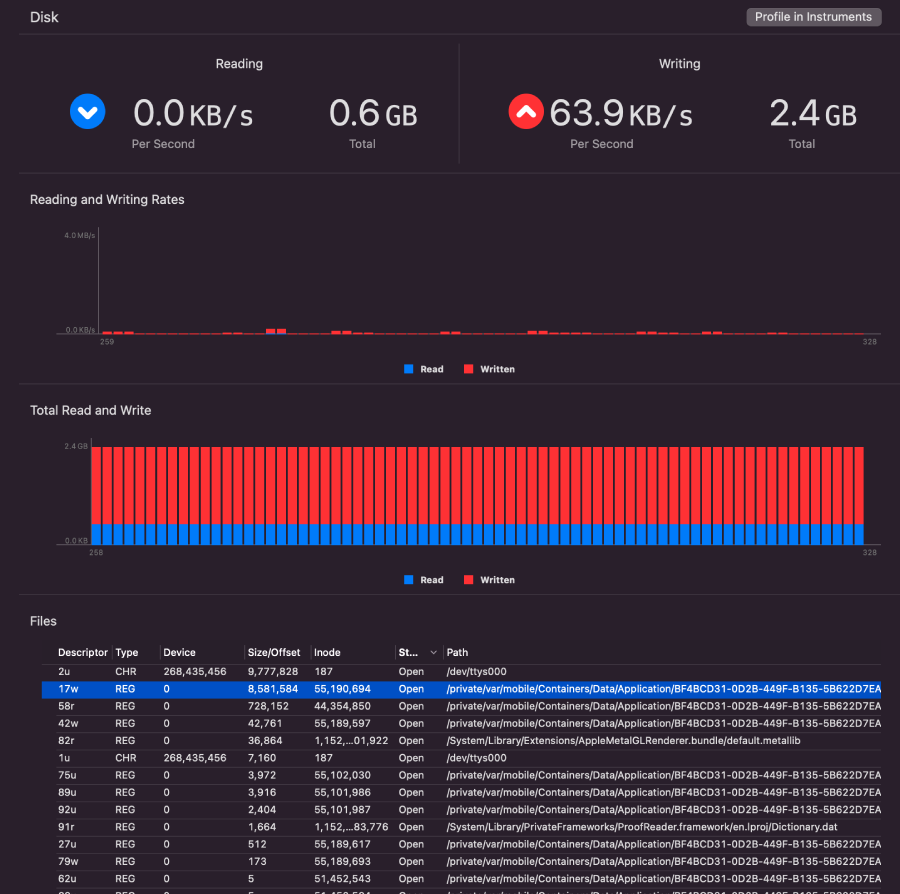 Disk
Profile in Instruments
Reading
Writing
0.0 KB/s
0.6 GB
63.9 KB/s
2.4 GB
Per Second
Total
Per Second
Total
Reading and Writing Rates
4.0 MB/s
0.0 KB/s
259
328
Read Written
Total Read and Write
2.4 GB
0.0 KB
258
328
Read Written
Files
Descriptor Type Device Size/Offset Inode St... Path
2u CHR 268,435,456 9,777,828 187 Open /dev/ttys000
17w REG 0 8,581,584 55,190,694 Open /private/var/mobile/Containers/Data/Application/BF4BCD31-0D2B-449F-B135-5B622D7EA
58r REG 0 728,152 44,354,850 Open /private/var/mobile/Containers/Data/Application/BF4BCD31-0D2B-449F-B135-5B622D7EA
42w REG 0 42,761 55,189,597 Open /private/var/mobile/Containers/Data/Application/BF4BCD31-0D2B-449F-B135-5B622D7EA
82r REG 0 36,864 1,152,...01,922 Open /System/Library/Extensions/AppleMetalGLRenderer.bundle/default.metallib
1u CHR 268,435,456 7,160 187 Open /dev/ttys000
75u REG 0 3,972 55,102,030 Open /private/var/mobile/Containers/Data/Application/BF4BCD31-0D2B-449F-B135-5B622D7EA
89u REG 0 3,916 55,101,986 Open /private/var/mobile/Containers/Data/Application/BF4BCD31-0D2B-449F-B135-5B622D7EA
92u REG 0 2,404 55,101,987 Open /private/var/mobile/Containers/Data/Application/BF4BCD31-0D2B-449F-B135-5B622D7EA
91r REG 0 1,664 1,152,...83,776 Open /System/Library/PrivateFrameworks/ProofReader.framework/en.lproj/Dictionary.dat
27u REG 0 512 55,189,617 Open /private/var/mobile/Containers/Data/Application/BF4BCD31-0D2B-449F-B135-5B622D7EA
79w REG 0 173 55,189,693 Open /private/var/mobile/Containers/Data/Application/BF4BCD31-0D2B-449F-B135-5B622D7EA
62u REG 0 5 51,452,543 Open /private/var/mobile/Containers/Data/Application/BF4BCD31-0D2B-449F-B135-5B622D7EA